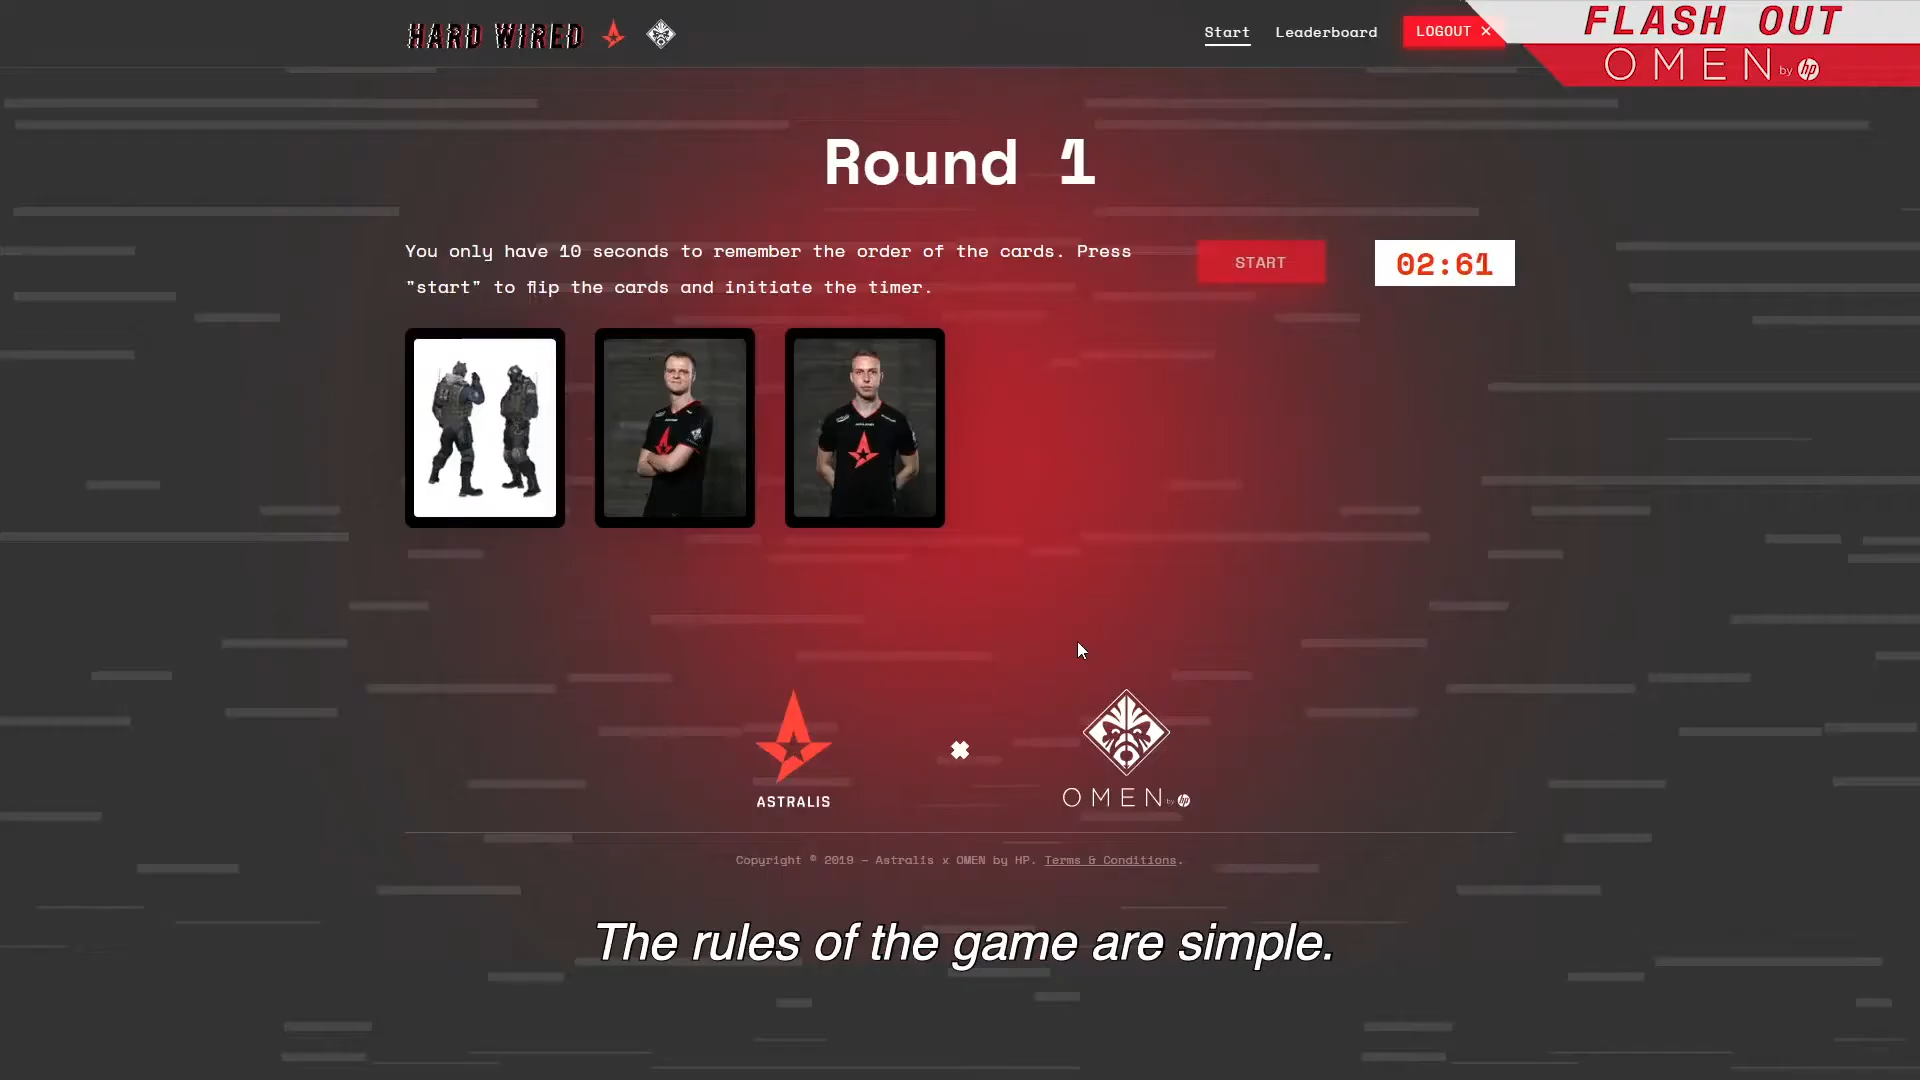 HARD WIRED
Start
Leaderboard
LOGOUT ×
FLASH OUT
OMEN by hp
Round 1
You only have 10 seconds to remember the order of the cards. Press
"start" to flip the cards and initiate the timer.
START
02:61
ASTRALIS
OMEN by hp
Copyright © 2019 – Astralis x OMEN by HP. Terms & Conditions.
The rules of the game are simple.